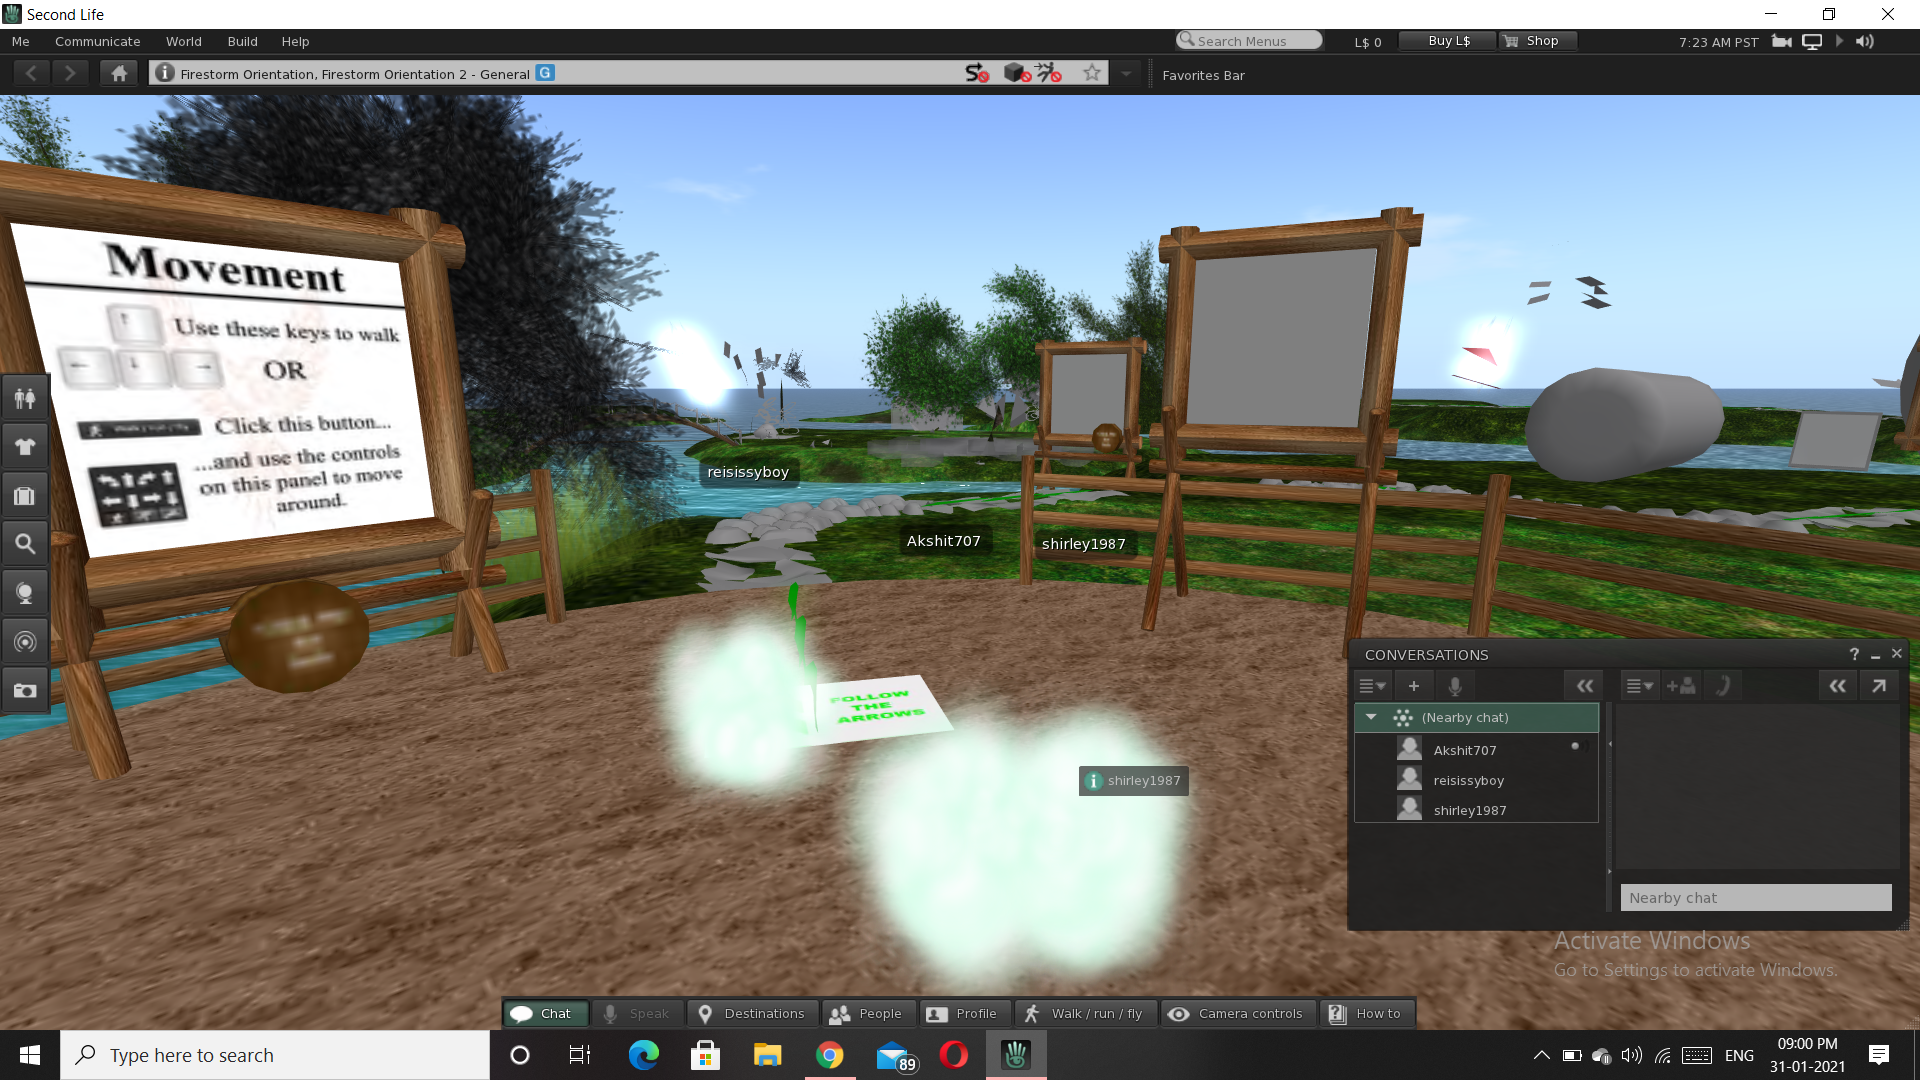 Second Life
Me Communicate World Build Help
Search Menus
L$ 0
Buy L$
Shop
7:23 AM PST
Firestorm Orientation, Firestorm Orientation 2 - General G
Favorites Bar
Movement
Use these keys to walk
OR
Click this button...
...and use the controls
on this panel to move
around.
reisissyboy
Akshit707
shirley1987
FOLLOW
THE
ARROWS
shirley1987
CONVERSATIONS
(Nearby chat)
Akshit707
reisissyboy
shirley1987
Nearby chat
Activate Windows
Go to Settings to activate Windows.
Chat Speak Destinations People Profile Walk / run / fly Camera controls How to
Type here to search
89
ENG
09:00 PM
31-01-2021